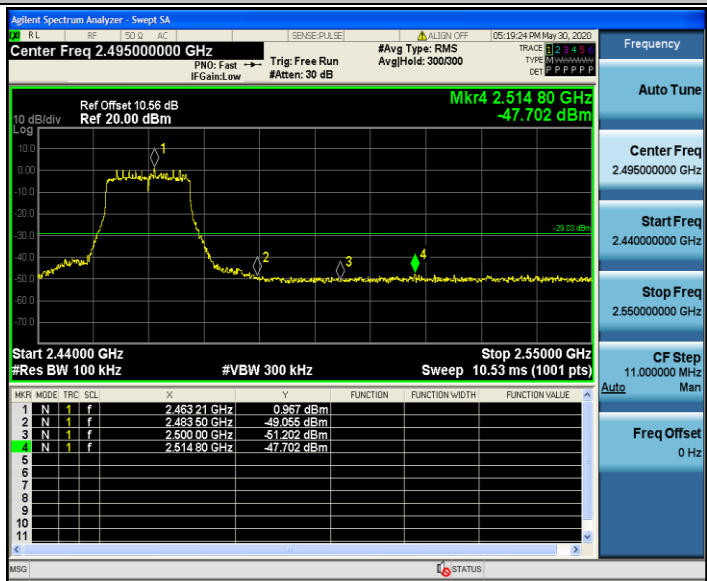 Agilent Spectrum Analyzer - Swept SA
RL RF 50 Ω AC SENSE:PULSE ALIGN OFF 05:19:24 PM May 30, 2020
Center Freq 2.495000000 GHz
PNO: Fast
IFGain:Low
Trig: Free Run
#Atten: 30 dB
#Avg Type: RMS
Avg|Hold: 300/300
TRACE 1 2 3 4 5 6
TYPE M
DET P P P P P P
Frequency
Auto Tune
Center Freq
2.495000000 GHz
Start Freq
2.440000000 GHz
Stop Freq
2.550000000 GHz
CF Step
11.000000 MHz
Auto Man
Freq Offset
0 Hz
Mkr4 2.514 80 GHz
-47.702 dBm
Ref Offset 10.56 dB
10 dB/div Ref 20.00 dBm
Log
10.0
0.00
-10.0
-20.0
-30.0
-40.0
-50.0
-60.0
-70.0
1
2
3
4
-29.03 dBm
Start 2.44000 GHz Stop 2.55000 GHz
#Res BW 100 kHz #VBW 300 kHz Sweep 10.53 ms (1001 pts)
MKR MODE TRC SCL X Y FUNCTION FUNCTION WIDTH FUNCTION VALUE
1 N 1 f 2.463 21 GHz 0.967 dBm
2 N 1 f 2.483 50 GHz -49.055 dBm
3 N 1 f 2.500 00 GHz -51.202 dBm
4 N 1 f 2.514 80 GHz -47.702 dBm
5
6
7
8
9
10
11
MSG STATUS